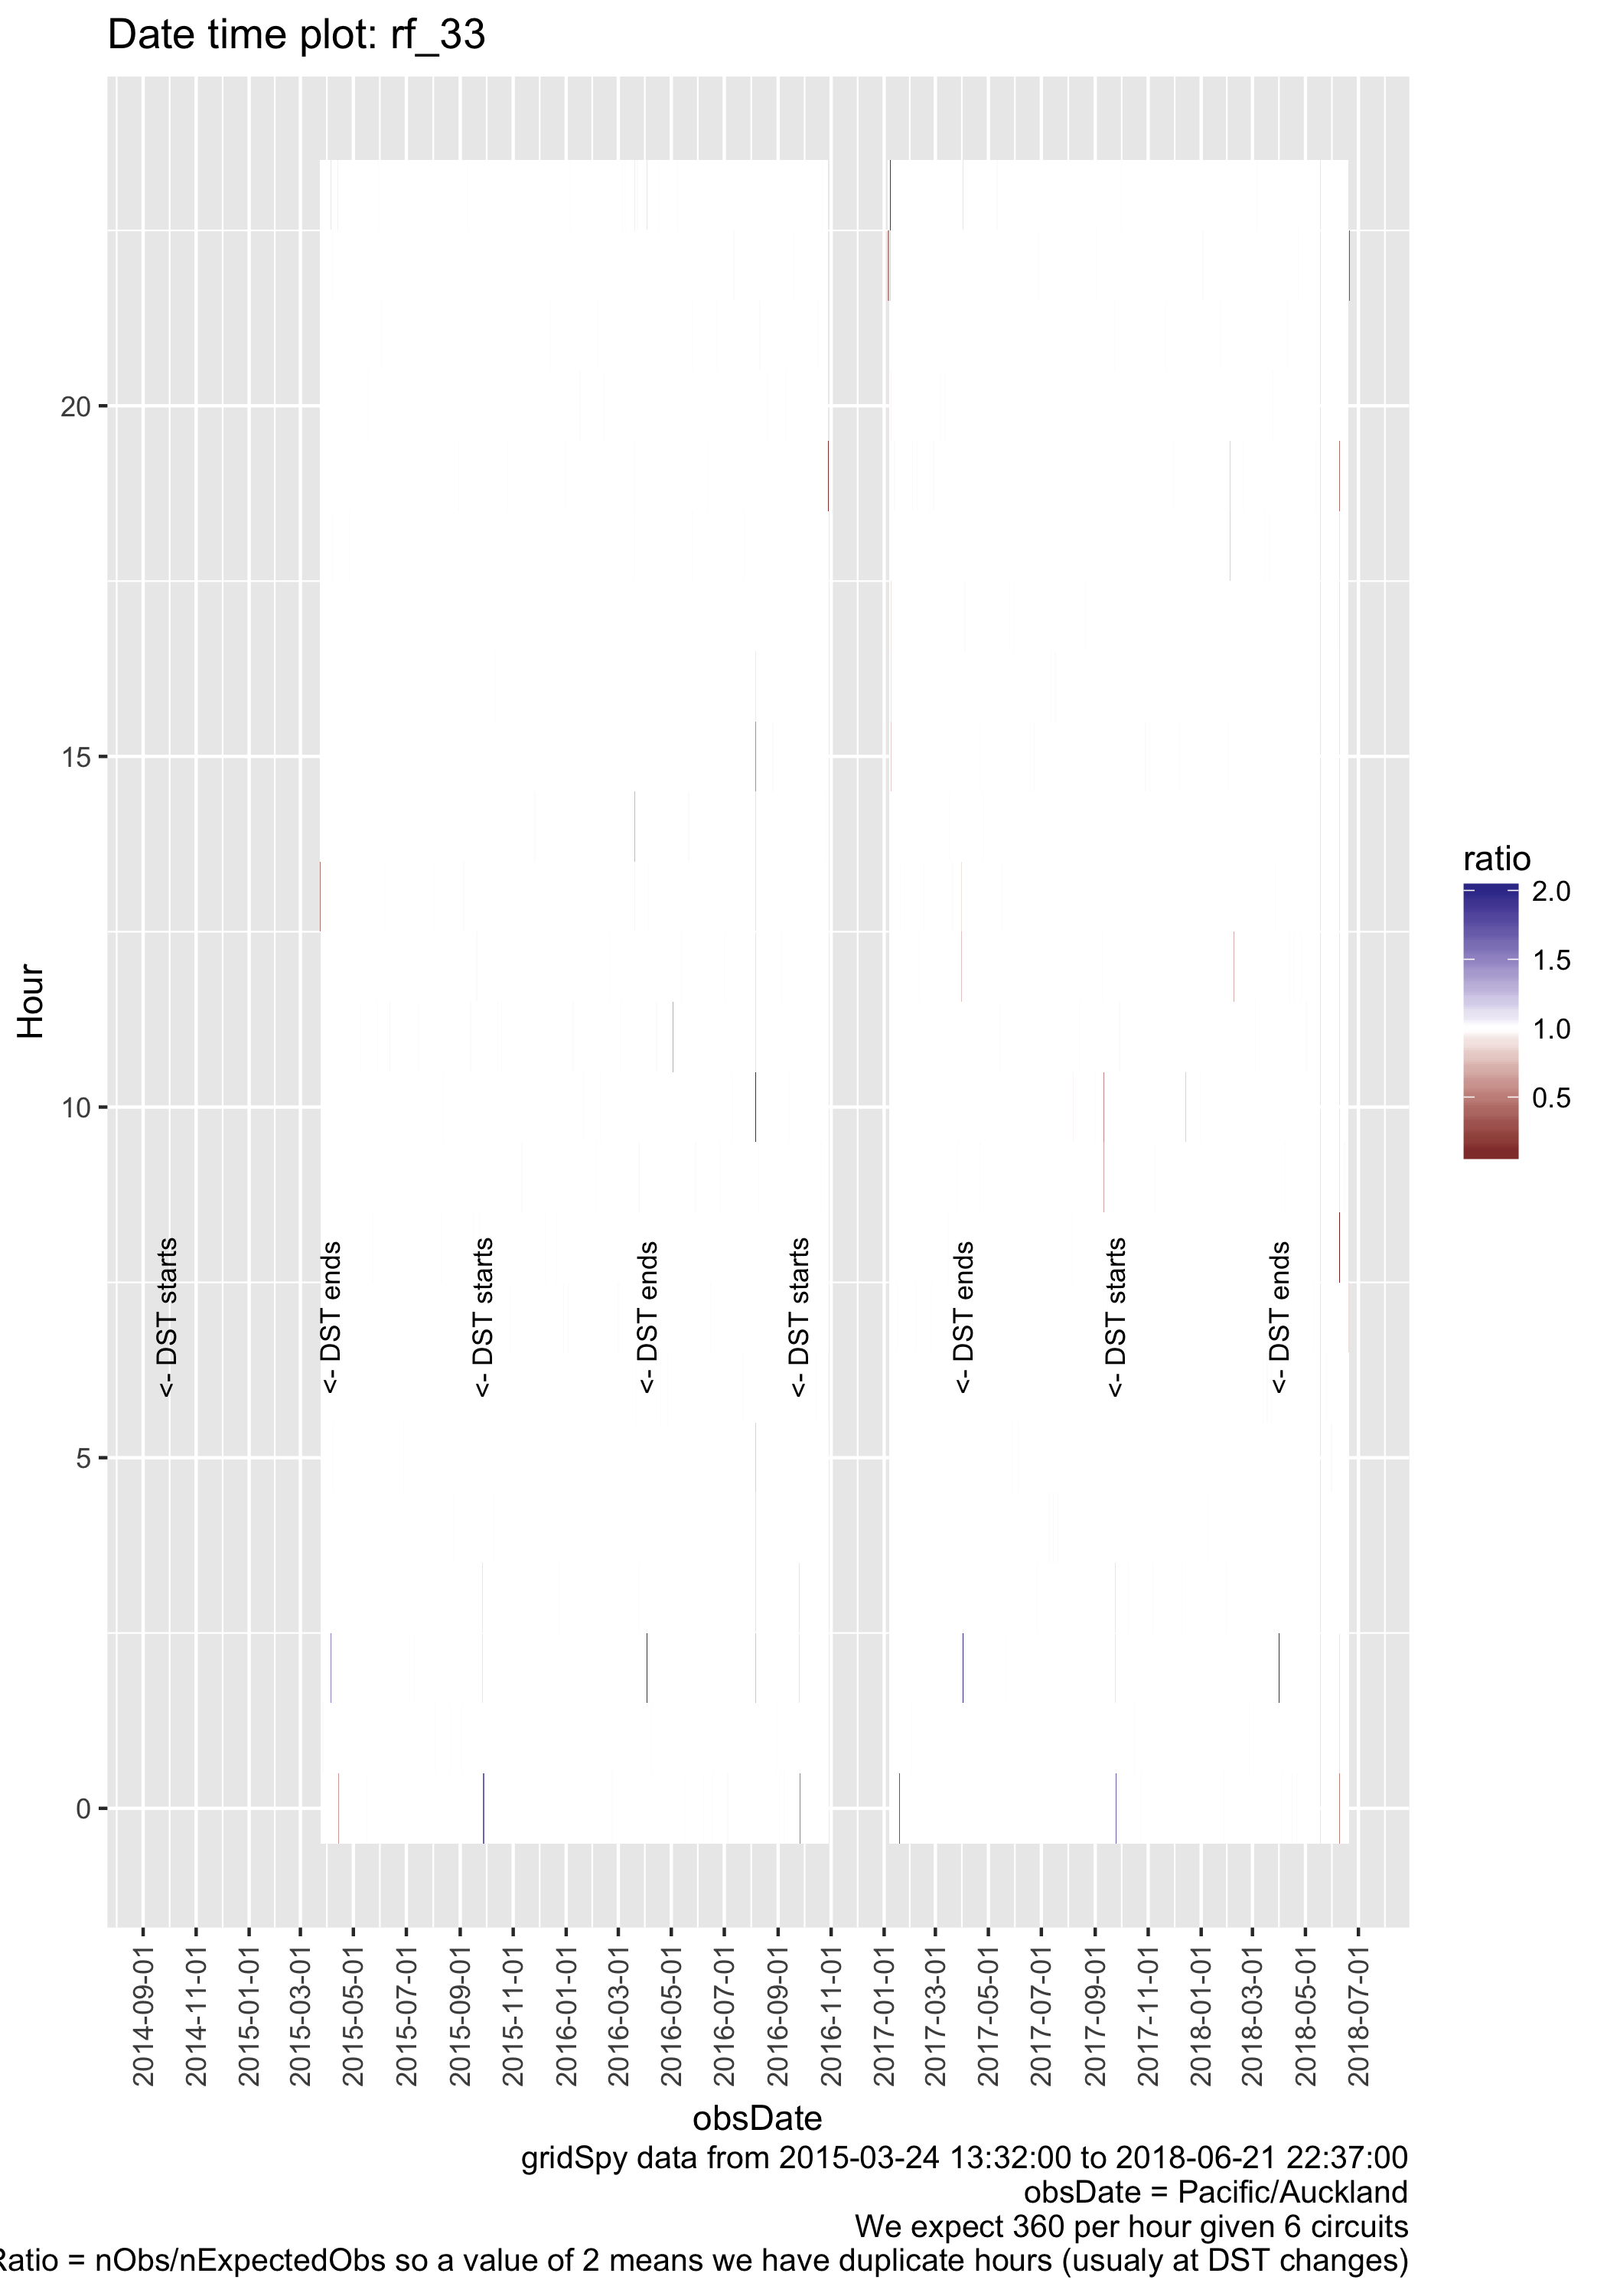 Date time plot: rf_33
20
15
10
5
0
Hour
<- DST starts
<- DST ends
<- DST starts
<- DST ends
<- DST starts
<- DST ends
<- DST starts
<- DST ends
ratio
2.0
1.5
1.0
0.5
2014-09-01
2014-11-01
2015-01-01
2015-03-01
2015-05-01
2015-07-01
2015-09-01
2015-11-01
2016-01-01
2016-03-01
2016-05-01
2016-07-01
2016-09-01
2016-11-01
2017-01-01
2017-03-01
2017-05-01
2017-07-01
2017-09-01
2017-11-01
2018-01-01
2018-03-01
2018-05-01
2018-07-01
obsDate
gridSpy data from 2015-03-24 13:32:00 to 2018-06-21 22:37:00
obsDate = Pacific/Auckland
We expect 360 per hour given 6 circuits
Ratio = nObs/nExpectedObs so a value of 2 means we have duplicate hours (usualy at DST changes)